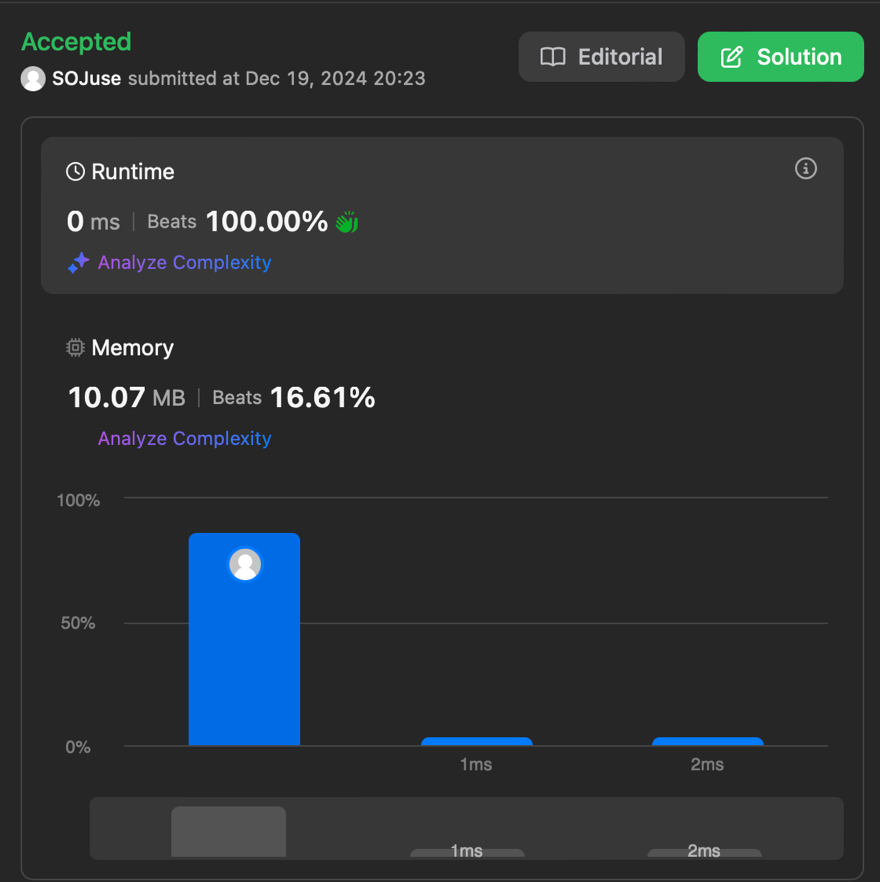 Accepted
SOJuse submitted at Dec 19, 2024 20:23
Editorial
Solution
Runtime
0 ms | Beats 100.00%
Analyze Complexity
Memory
10.07 MB | Beats 16.61%
Analyze Complexity
100%
50%
0%
1ms 2ms
1ms 2ms